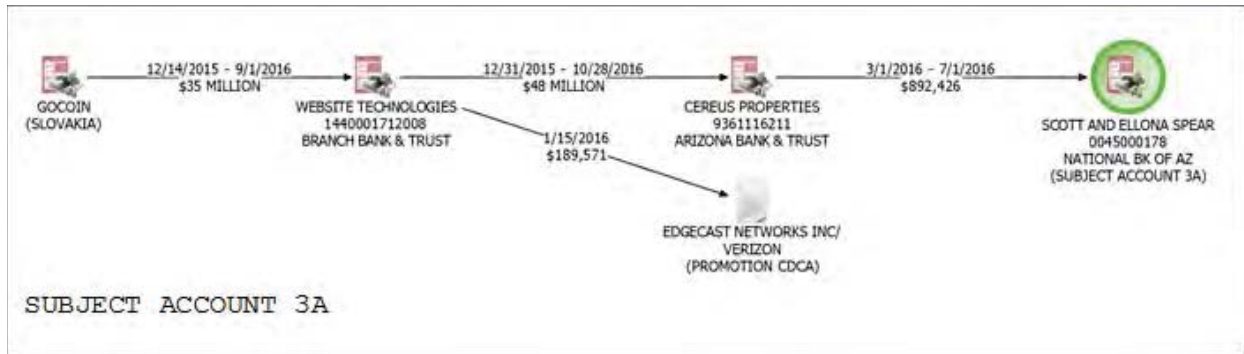 12/14/2015 - 9/1/2016
$35 MILLION
12/31/2015 - 10/28/2016
$48 MILLION
3/1/2016 - 7/1/2016
$892,426
GOCOIN
(SLOVAKIA)
WEBSITE TECHNOLOGIES
1440001712008
BRANCH BANK & TRUST
CEREUS PROPERTIES
9361116211
ARIZONA BANK & TRUST
SCOTT AND ELLONA SPEAR
0045000178
NATIONAL BK OF AZ
(SUBJECT ACCOUNT 3A)
1/15/2016
$189,571
EDGECAST NETWORKS INC/
VERIZON
(PROMOTION CDCA)
SUBJECT ACCOUNT 3A